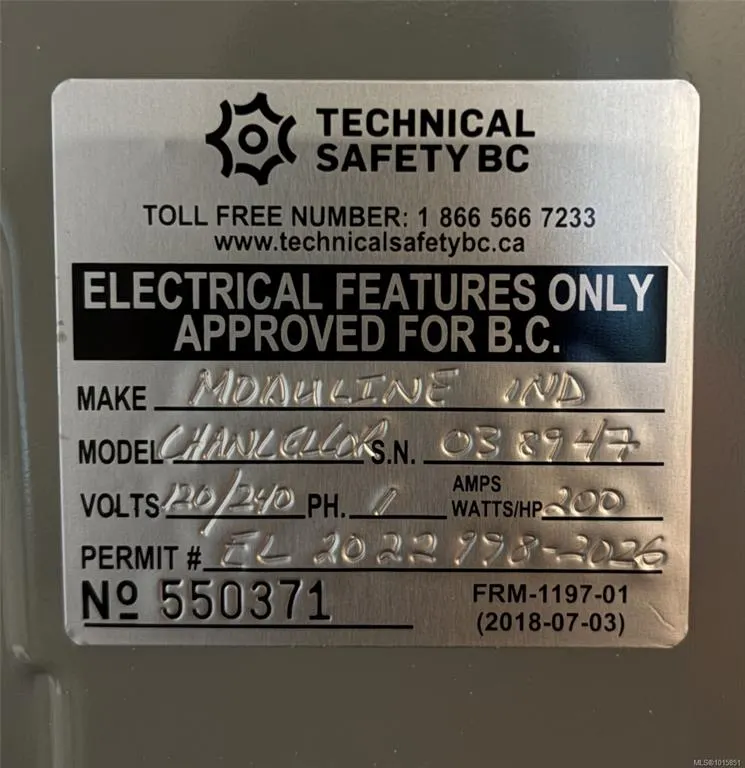 TECHNICAL
SAFETY BC
TOLL FREE NUMBER: 1 866 566 7233
www.technicalsafetybc.ca
ELECTRICAL FEATURES ONLY
APPROVED FOR B.C.
MAKE MODULINE IND
MODEL CHANCELLOR S.N. 038947
VOLTS 120/240 PH. 1 AMPS WATTS/HP 200
PERMIT # EL 2022998-2026
Nº 550371
FRM-1197-01
(2018-07-03)
MLS®1015851